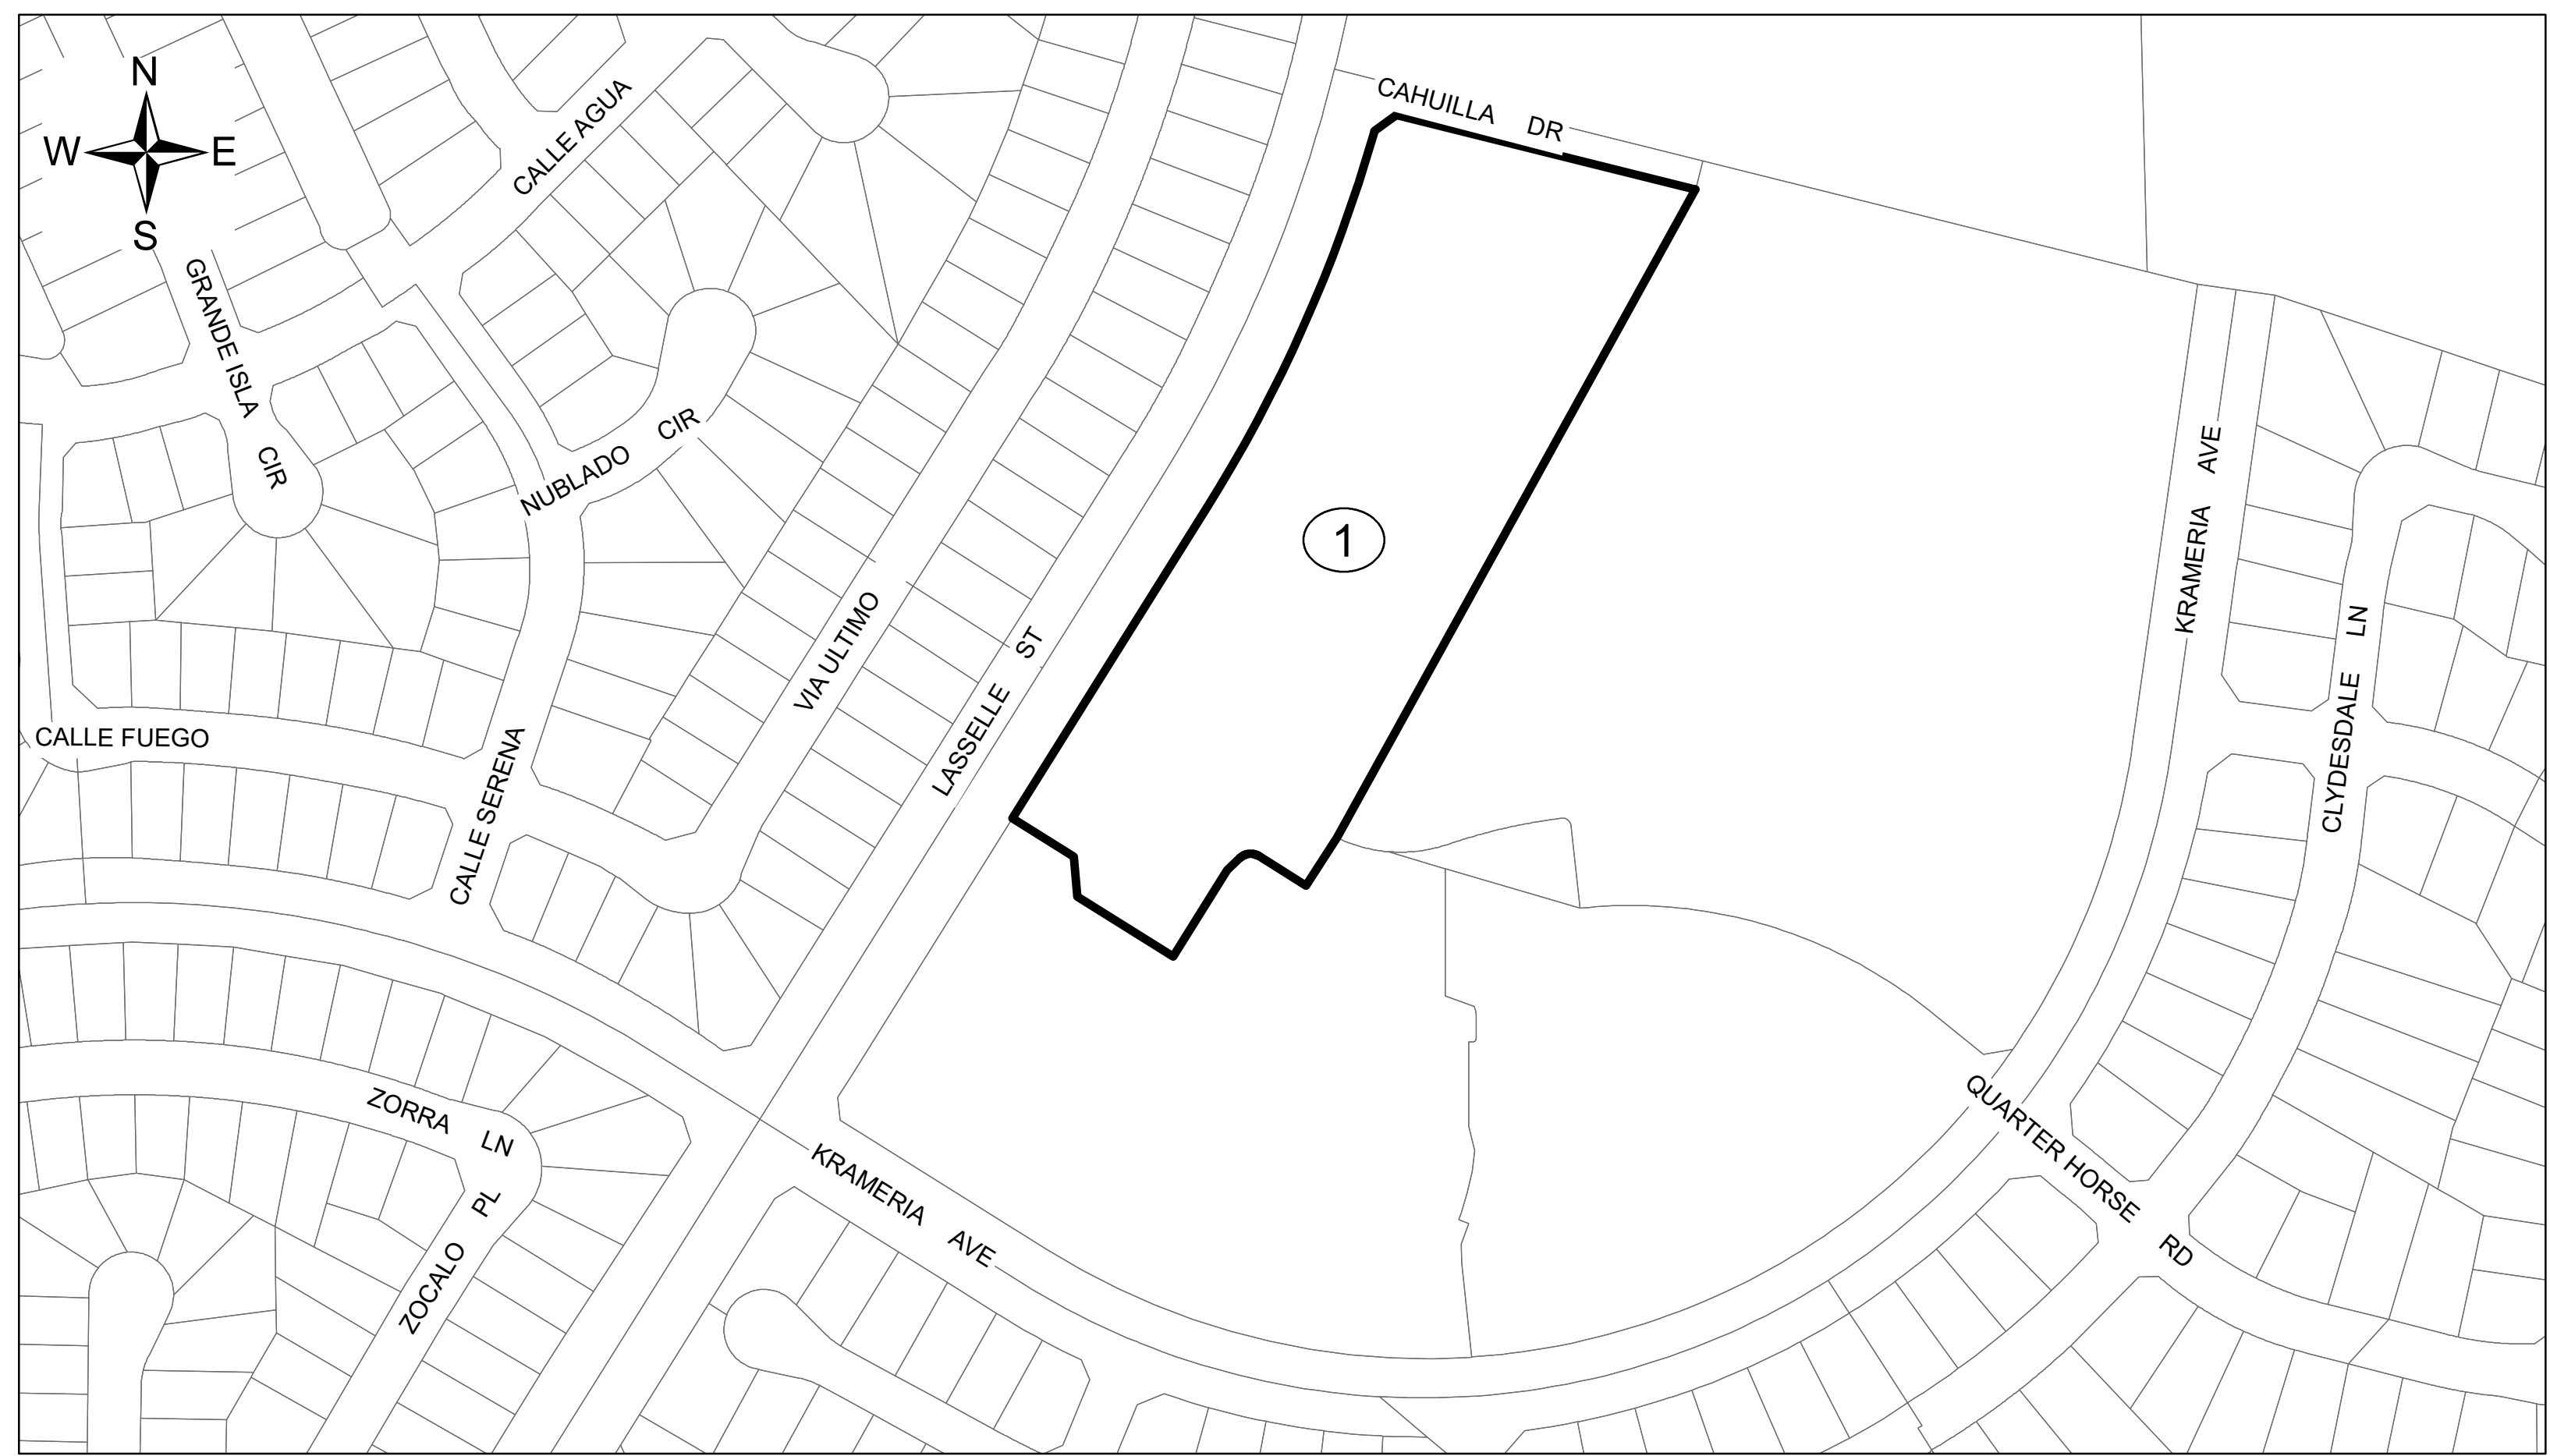 N
W E
S
CAHUILLA DR
CALLE AGUA
GRANDE ISLA CIR
NUBLADO CIR
KRAMERIA AVE
1
VIA ULTIMO
LASSELLE ST
CLYDESDALE LN
CALLE FUEGO
CALLE SERENA
ZORRA LN
ZOCALO PL
KRAMERIA AVE
QUARTER HORSE RD